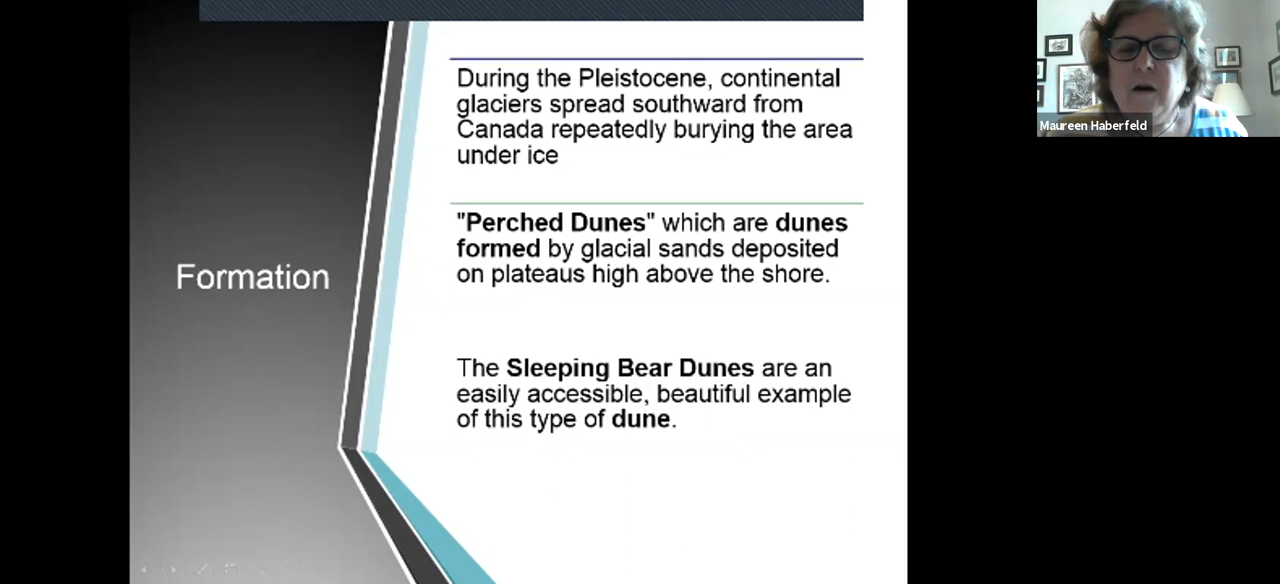 Formation
During the Pleistocene, continental
glaciers spread southward from
Canada repeatedly burying the area
under ice
"Perched Dunes" which are dunes
formed by glacial sands deposited
on plateaus high above the shore.
The Sleeping Bear Dunes are an
easily accessible, beautiful example
of this type of dune.
Maureen Haberfeld